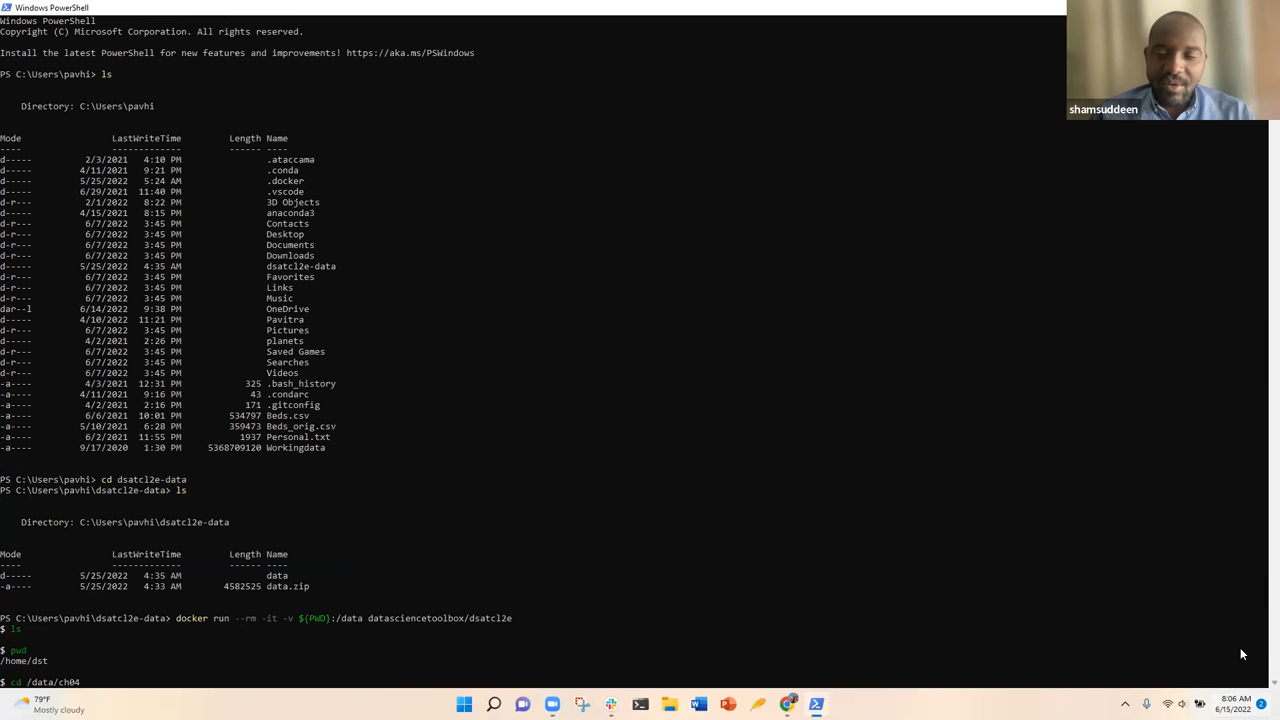 Windows PowerShell
Windows PowerShell
Copyright (C) Microsoft Corporation. All rights reserved.
Install the latest PowerShell for new features and improvements! https://aka.ms/PSWindows
PS C:\Users\pavhi> ls
Directory: C:\Users\pavhi
Mode LastWriteTime Length Name
---- ------------- ------ ----
d----- 2/3/2021 4:10 PM .ataccama
d----- 4/11/2021 9:21 PM .conda
d----- 5/25/2022 5:24 AM .docker
d----- 6/29/2021 11:40 PM .vscode
d-r--- 2/1/2022 8:22 PM 3D Objects
d----- 4/15/2021 8:15 PM anaconda3
d-r--- 6/7/2022 3:45 PM Contacts
d-r--- 6/7/2022 3:45 PM Desktop
d-r--- 6/7/2022 3:45 PM Documents
d-r--- 6/7/2022 3:45 PM Downloads
d----- 5/25/2022 4:35 AM dsatcl2e-data
d-r--- 6/7/2022 3:45 PM Favorites
d-r--- 6/7/2022 3:45 PM Links
d-r--- 6/7/2022 3:45 PM Music
dar--l 6/14/2022 9:38 PM OneDrive
d----- 4/10/2022 11:21 PM Pavitra
d-r--- 6/7/2022 3:45 PM Pictures
d----- 4/2/2021 2:26 PM planets
d-r--- 6/7/2022 3:45 PM Saved Games
d-r--- 6/7/2022 3:45 PM Searches
d-r--- 6/7/2022 3:45 PM Videos
-a---- 4/3/2021 12:31 PM 325 .bash_history
-a---- 4/11/2021 9:16 PM 43 .condarc
-a---- 4/2/2021 2:16 PM 171 .gitconfig
-a---- 6/6/2021 10:01 PM 534797 Beds.csv
-a---- 5/10/2021 6:28 PM 359473 Beds_orig.csv
-a---- 6/2/2021 11:55 PM 1937 Personal.txt
-a---- 9/17/2020 1:30 PM 5368709120 Workingdata
PS C:\Users\pavhi> cd dsatcl2e-data
PS C:\Users\pavhi\dsatcl2e-data> ls
Directory: C:\Users\pavhi\dsatcl2e-data
Mode LastWriteTime Length Name
---- ------------- ------ ----
d----- 5/25/2022 4:35 AM data
-a---- 5/25/2022 4:33 AM 4582525 data.zip
PS C:\Users\pavhi\dsatcl2e-data> docker run --rm -it -v ${PWD}:/data datasciencetoolbox/dsatcl2e
$ ls
$ pwd
/home/dst
$ cd /data/ch04
shamsuddeen
79°F
Mostly cloudy
8:06 AM
6/15/2022
2